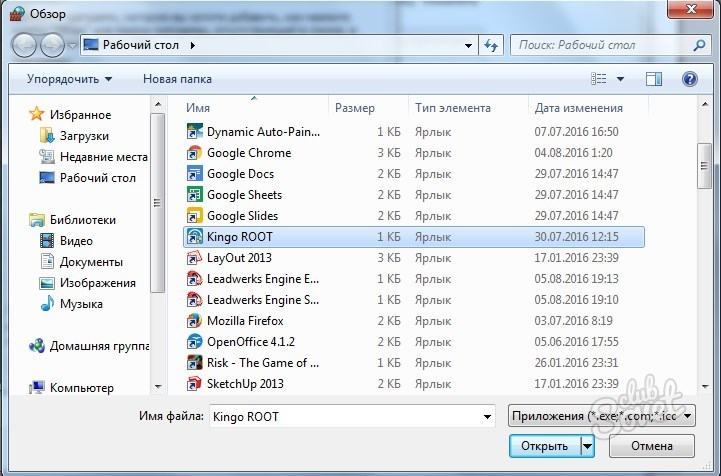 Обзор
Рабочий стол
Поиск: Рабочий стол
Упорядочить Новая папка
Избранное
Загрузки
Недавние места
Рабочий стол
Библиотеки
Видео
Документы
Изображения
Музыка
Домашняя группа
Компьютер
Имя Размер Тип элемента Дата изменения
Dynamic Auto-Pain... 1 КБ Ярлык 07.07.2016 16:50
Google Chrome 3 КБ Ярлык 04.08.2016 1:20
Google Docs 2 КБ Ярлык 29.07.2016 14:47
Google Sheets 2 КБ Ярлык 29.07.2016 14:47
Google Slides 2 КБ Ярлык 29.07.2016 14:47
Kingo ROOT 1 КБ Ярлык 30.07.2016 12:15
LayOut 2013 3 КБ Ярлык 17.01.2016 23:39
Leadwerks Engine E... 1 КБ Ярлык 05.08.2016 19:13
Leadwerks Engine S... 1 КБ Ярлык 05.08.2016 19:10
Mozilla Firefox 2 КБ Ярлык 03.07.2016 8:19
OpenOffice 4.1.2 2 КБ Ярлык 05.06.2016 17:55
Risk - The Game of ... 2 КБ Ярлык 26.01.2016 23:31
SketchUp 2013 2 КБ Ярлык 17.01.2016 23:39
Имя файла: Kingo ROOT Приложения (*.exe;*.com;*.icc
Открыть Отмена
club
Sovet